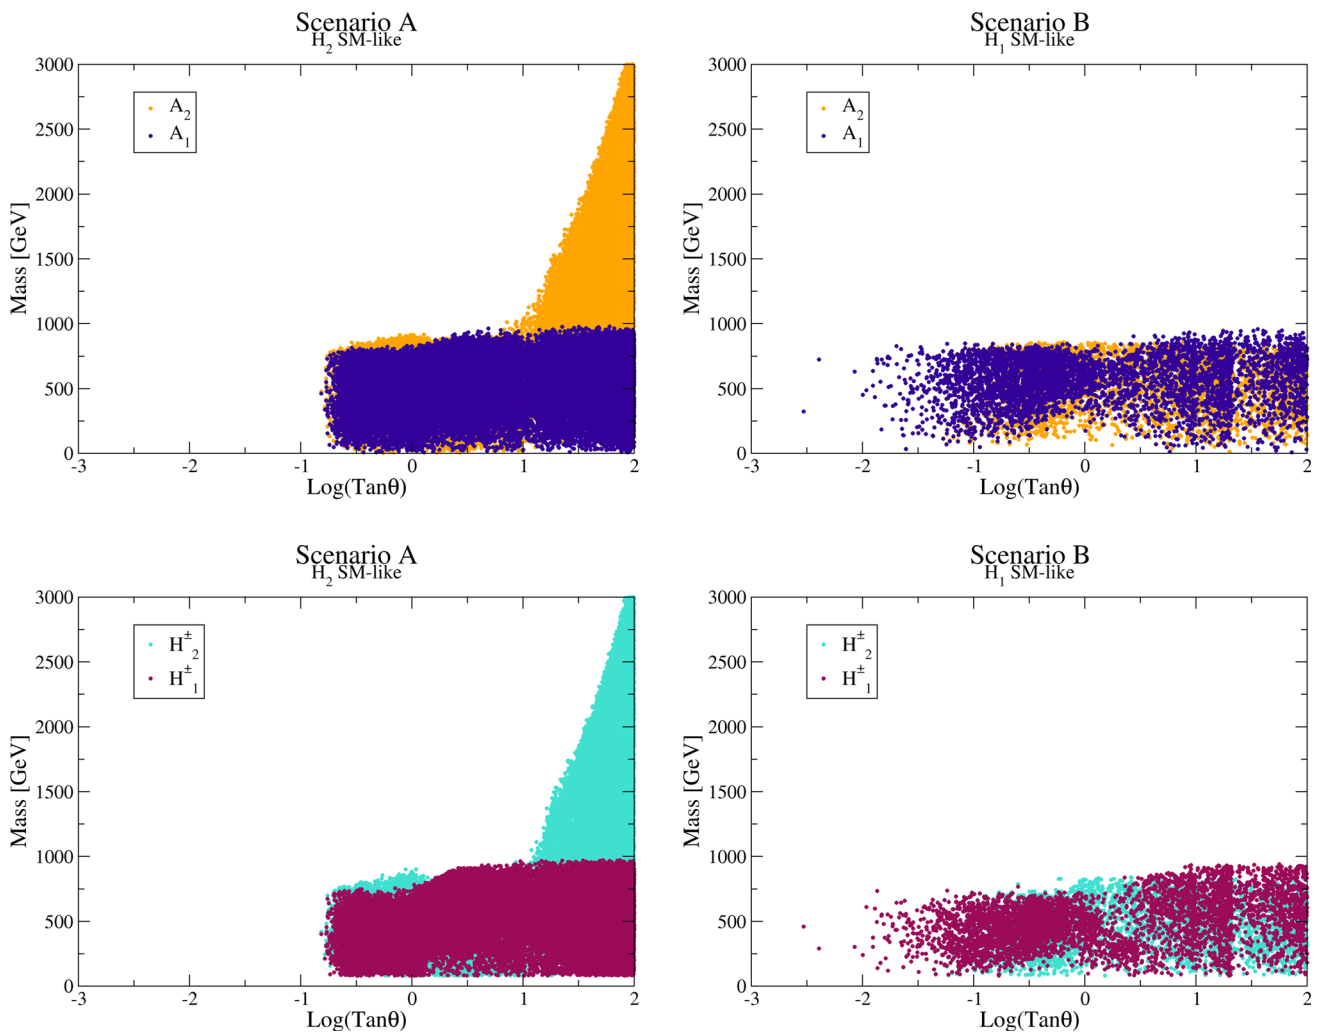 Scenario A
H2 SM-like
3000
2500
2000
1500
1000
500
0
Mass [GeV]
A2
A1
-3 -2 -1 0 1 2
Log(Tanθ)
Scenario B
H1 SM-like
3000
2500
2000
1500
1000
500
0
Mass [GeV]
A2
A1
-3 -2 -1 0 1 2
Log(Tanθ)
Scenario A
H2 SM-like
3000
2500
2000
1500
1000
500
0
Mass [GeV]
H±2
H±1
-3 -2 -1 0 1 2
Log(Tanθ)
Scenario B
H1 SM-like
3000
2500
2000
1500
1000
500
0
Mass [GeV]
H±2
H±1
-3 -2 -1 0 1 2
Log(Tanθ)